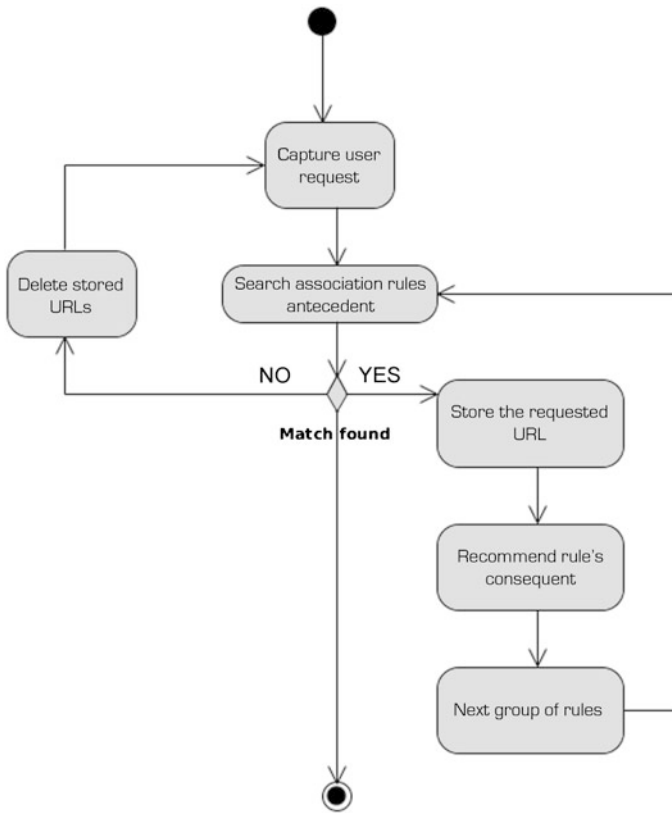 Capture user
request
Delete stored
URLs
Search association rules
antecedent
NO
YES
Match found
Store the requested
URL
Recommend rule's
consequent
Next group of rules